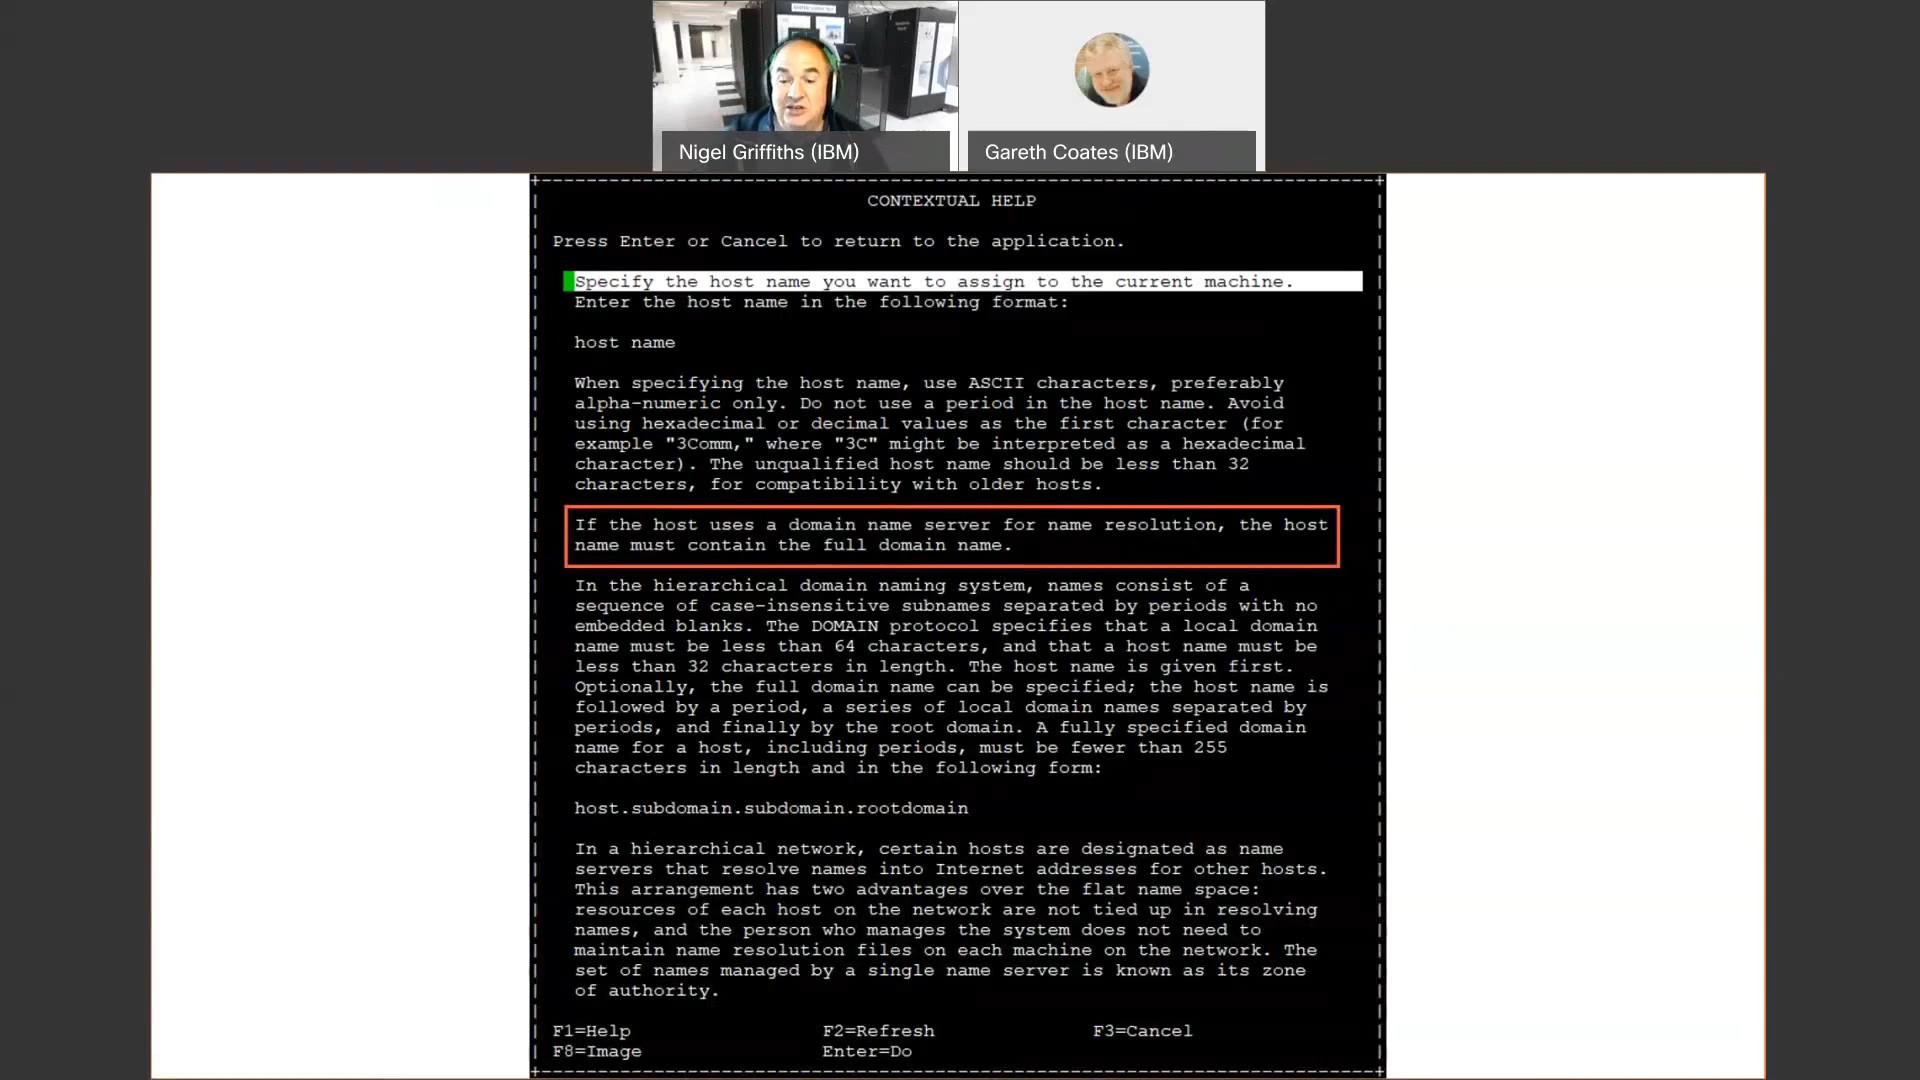 Nigel Griffiths (IBM)
Gareth Coates (IBM)
CONTEXTUAL HELP
Press Enter or Cancel to return to the application.
Specify the host name you want to assign to the current machine.
Enter the host name in the following format:
host name
When specifying the host name, use ASCII characters, preferably
alpha-numeric only. Do not use a period in the host name. Avoid
using hexadecimal or decimal values as the first character (for
example "3Comm," where "3C" might be interpreted as a hexadecimal
character). The unqualified host name should be less than 32
characters, for compatibility with older hosts.
If the host uses a domain name server for name resolution, the host
name must contain the full domain name.
In the hierarchical domain naming system, names consist of a
sequence of case-insensitive subnames separated by periods with no
embedded blanks. The DOMAIN protocol specifies that a local domain
name must be less than 64 characters, and that a host name must be
less than 32 characters in length. The host name is given first.
Optionally, the full domain name can be specified; the host name is
followed by a period, a series of local domain names separated by
periods, and finally by the root domain. A fully specified domain
name for a host, including periods, must be fewer than 255
characters in length and in the following form:
host.subdomain.subdomain.rootdomain
In a hierarchical network, certain hosts are designated as name
servers that resolve names into Internet addresses for other hosts.
This arrangement has two advantages over the flat name space:
resources of each host on the network are not tied up in resolving
names, and the person who manages the system does not need to
maintain name resolution files on each machine on the network. The
set of names managed by a single name server is known as its zone
of authority.
F1=Help F2=Refresh F3=Cancel
F8=Image Enter=Do